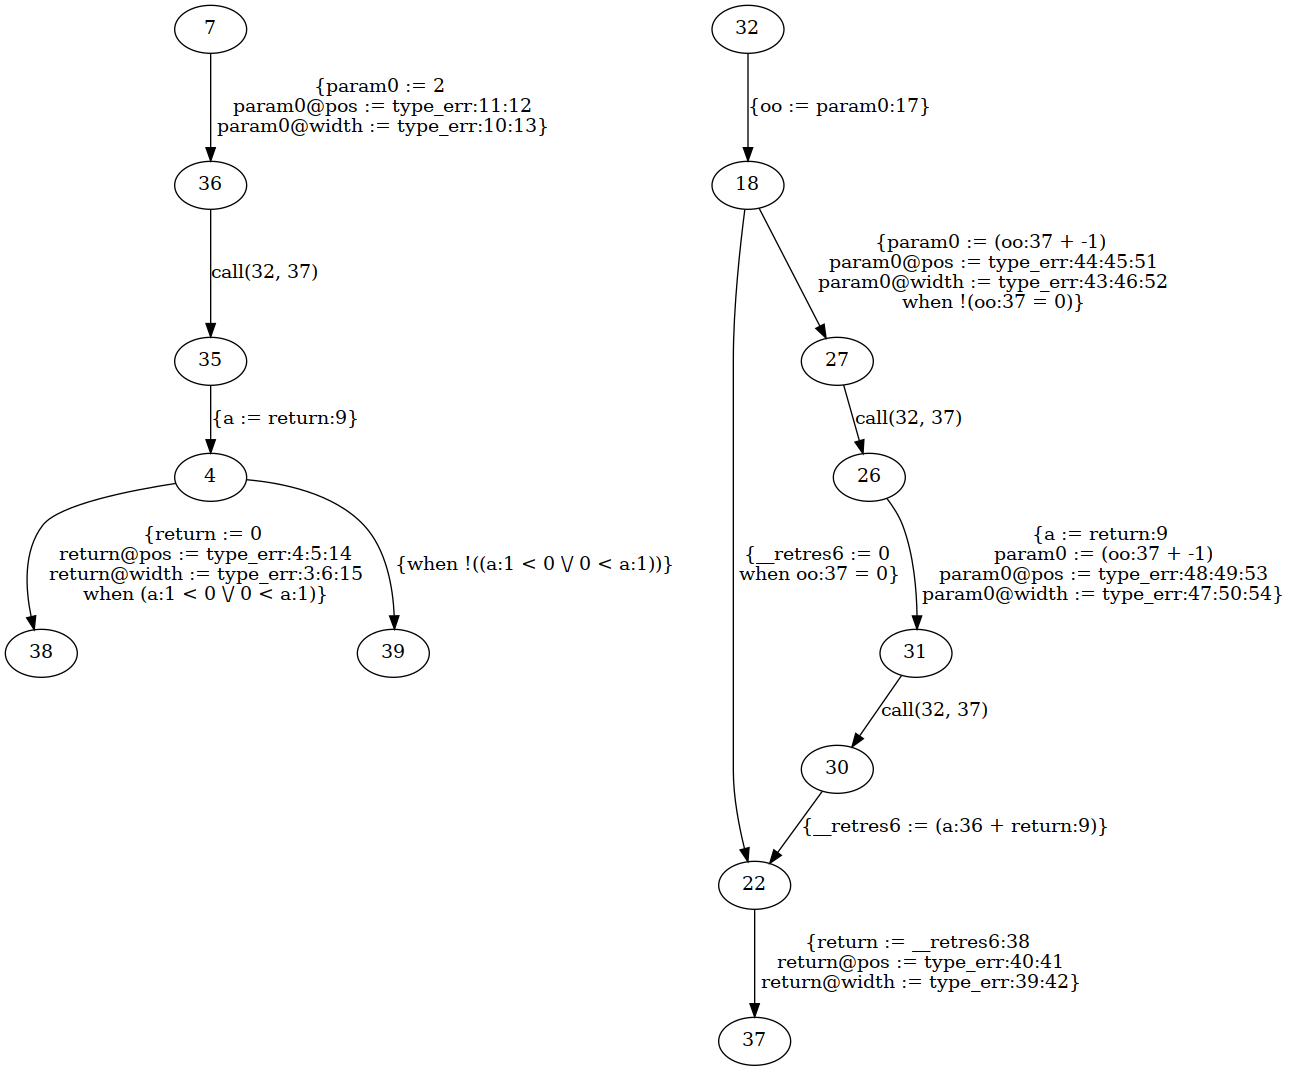 7
{param0 := 2
param0@pos := type_err:11:12
param0@width := type_err:10:13}
36
call(32, 37)
35
{a := return:9}
4
{return := 0
return@pos := type_err:4:5:14
return@width := type_err:3:6:15
when (a:1 < 0 \/ 0 < a:1)}
{when !((a:1 < 0 \/ 0 < a:1))}
38
39
32
{oo := param0:17}
18
{param0 := (oo:37 + -1)
param0@pos := type_err:44:45:51
param0@width := type_err:43:46:52
when !(oo:37 = 0)}
27
call(32, 37)
26
{__retres6 := 0
when oo:37 = 0}
{a := return:9
param0 := (oo:37 + -1)
param0@pos := type_err:48:49:53
param0@width := type_err:47:50:54}
31
call(32, 37)
30
{__retres6 := (a:36 + return:9)}
22
{return := __retres6:38
return@pos := type_err:40:41
return@width := type_err:39:42}
37